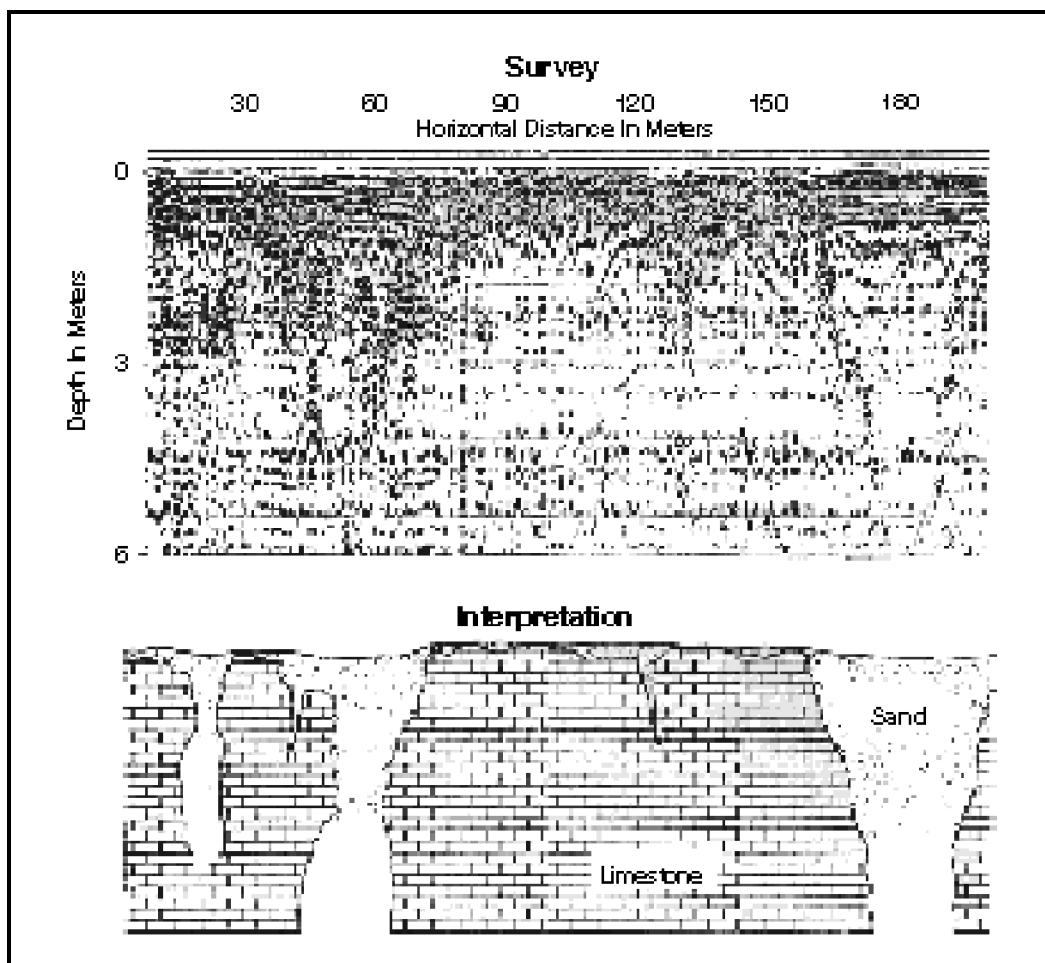 Survey
30 60 90 120 150 180
Horizontal Distance In Meters
0
Depth In Meters
3
6
Interpretation
Sand
Limestone